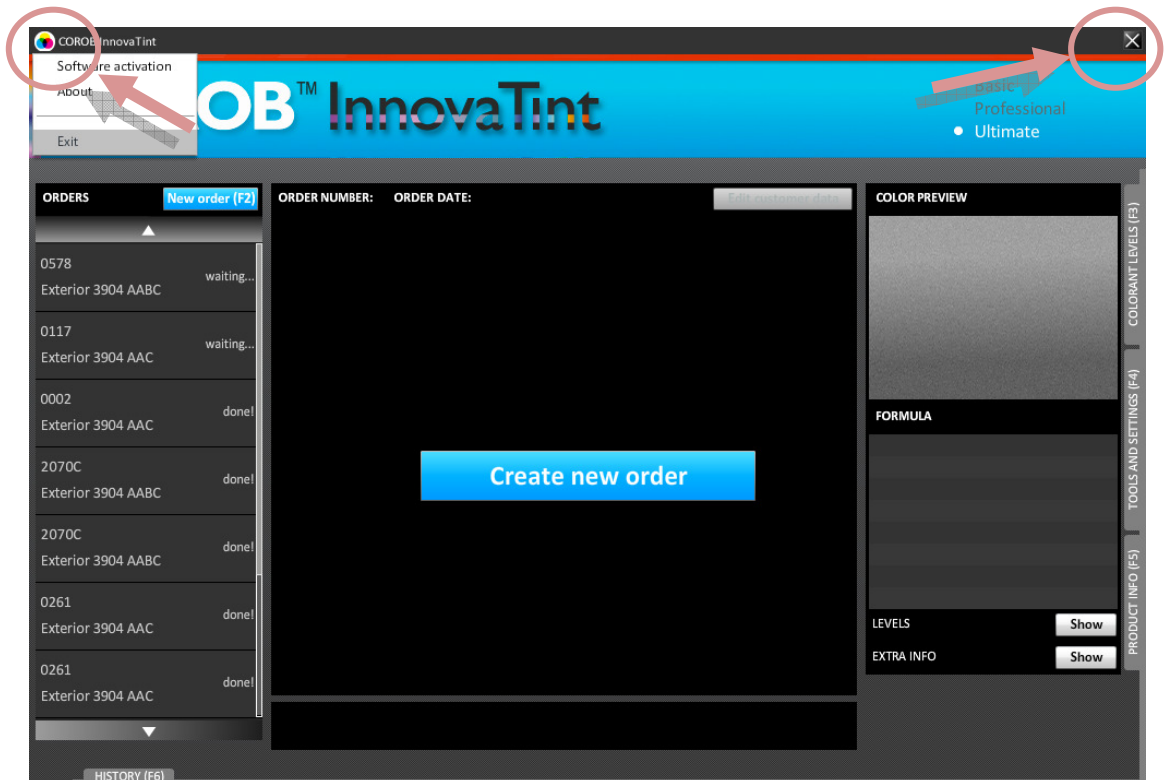 COROB InnovaTint
Software activation
About
Exit
OB™ InnovaTint
Basic
Professional
Ultimate
ORDERS
New order (F2)
0578
Exterior 3904 AABC
waiting...
0117
Exterior 3904 AAC
waiting...
0002
Exterior 3904 AAC
done!
2070C
Exterior 3904 AABC
done!
2070C
Exterior 3904 AABC
done!
0261
Exterior 3904 AAC
done!
0261
Exterior 3904 AAC
done!
HISTORY (F6)
ORDER NUMBER: ORDER DATE:
Edit customer data
Create new order
COLOR PREVIEW
FORMULA
LEVELS
Show
EXTRA INFO
Show
COLORANT LEVELS (F3)
TOOLS AND SETTINGS (F4)
PRODUCT INFO (F5)